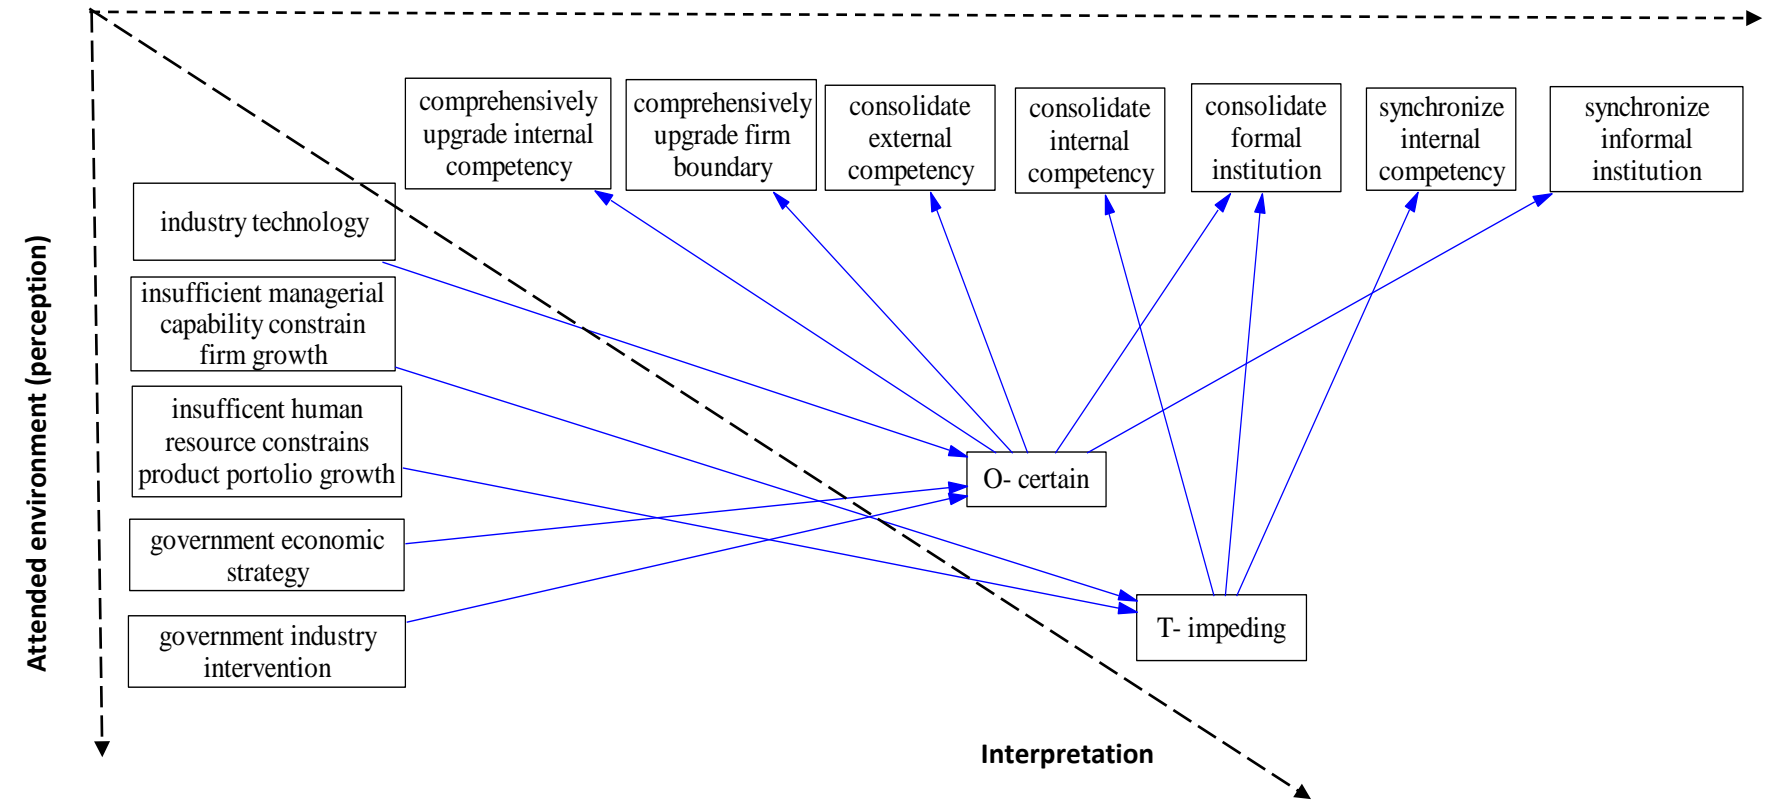 comprehensively
upgrade internal
competency
comprehensively
upgrade firm
boundary
consolidate
external
competency
consolidate
internal
competency
consolidate
formal
institution
synchronize
internal
competency
synchronize
informal
institution
industry technology
insufficient managerial
capability constrain
firm growth
insufficent human
resource constrains
product portolio growth
government economic
strategy
government industry
intervention
O- certain
T- impeding
Attended environment (perception)
Interpretation